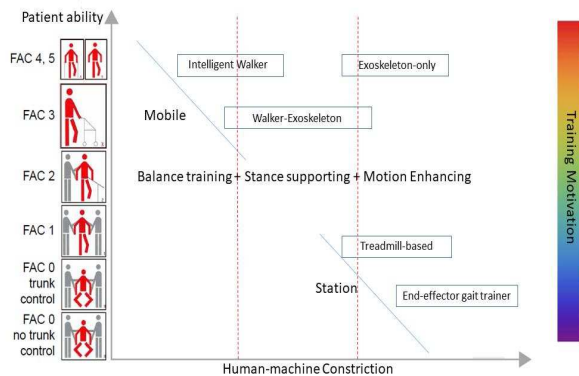 Patient ability
FAC 4, 5
Intelligent Walker
Exoskeleton-only
FAC 3
Mobile
Walker-Exoskeleton
FAC 2
Balance training + Stance supporting + Motion Enhancing
FAC 1
Treadmill-based
FAC 0
trunk
control
Station
End-effector gait trainer
FAC 0
no trunk
control
Human-machine Constriction
Training Motivation